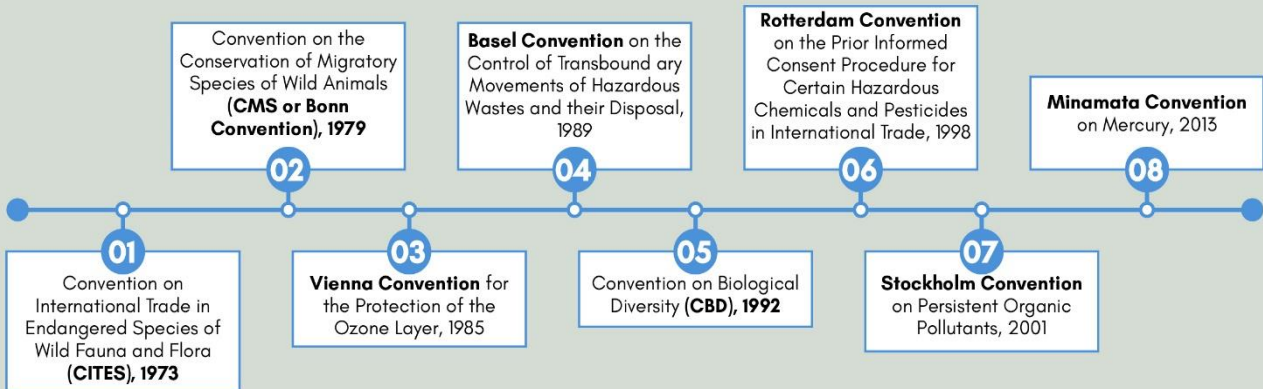 01
Convention on
International Trade in
Endangered Species of
Wild Fauna and Flora
(CITES), 1973
Convention on the
Conservation of Migratory
Species of Wild Animals
(CMS or Bonn
Convention), 1979
02
03
Vienna Convention for
the Protection of the
Ozone Layer, 1985
Basel Convention on the
Control of Transbound ary
Movements of Hazardous
Wastes and their Disposal,
1989
04
05
Convention on Biological
Diversity (CBD), 1992
Rotterdam Convention
on the Prior Informed
Consent Procedure for
Certain Hazardous
Chemicals and Pesticides
in International Trade, 1998
06
07
Stockholm Convention
on Persistent Organic
Pollutants, 2001
Minamata Convention
on Mercury, 2013
08